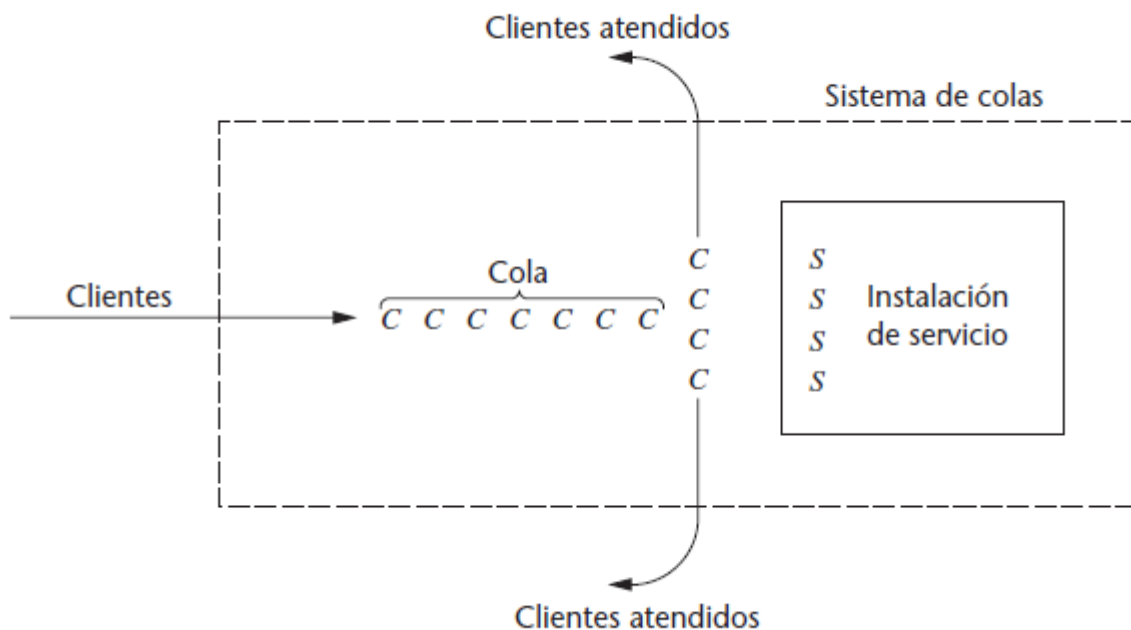 Clientes atendidos
Sistema de colas
Cola
Clientes
C C C C C C C
C S
C S
C S
C S
Instalación
de servicio
Clientes atendidos